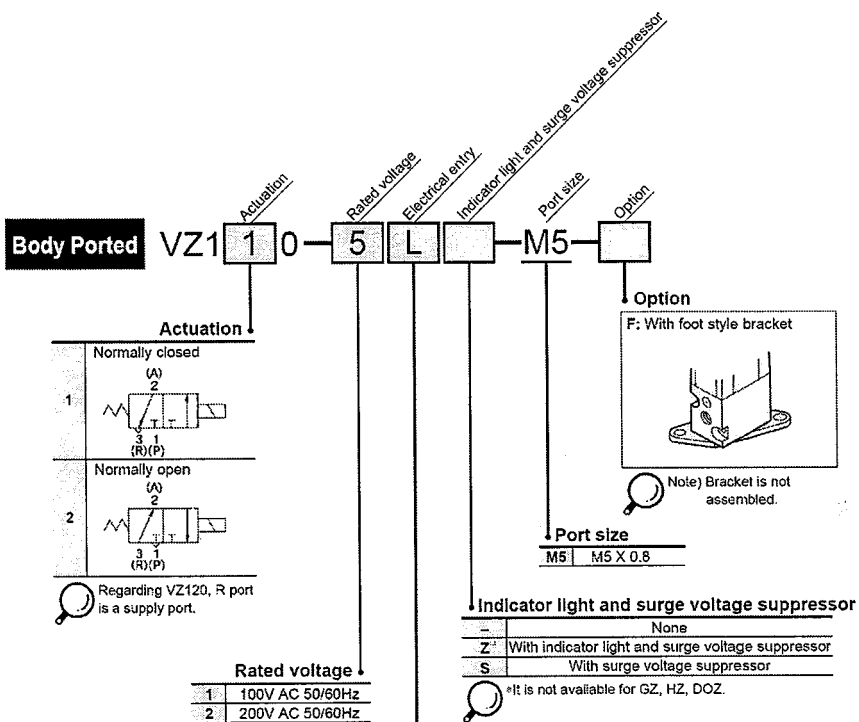 Actuation
Rated voltage
Electrical entry
Indicator light and surge voltage suppressor
Port size
Option
Body Ported VZ1 1 0 — 5 L — M5 —
Actuation
1 Normally closed
(A)
2
3 1
(R)(P)
2 Normally open
(A)
2
3 1
(R)(P)
Regarding VZ120, R port
is a supply port.
Option
F: With foot style bracket
Note) Bracket is not
assembled.
Port size
M5 M5 X 0.8
Indicator light and surge voltage suppressor
– None
Z With indicator light and surge voltage suppressor
S With surge voltage suppressor
*It is not available for GZ, HZ, DOZ.
Rated voltage
1 100V AC 50/60Hz
2 200V AC 50/60Hz